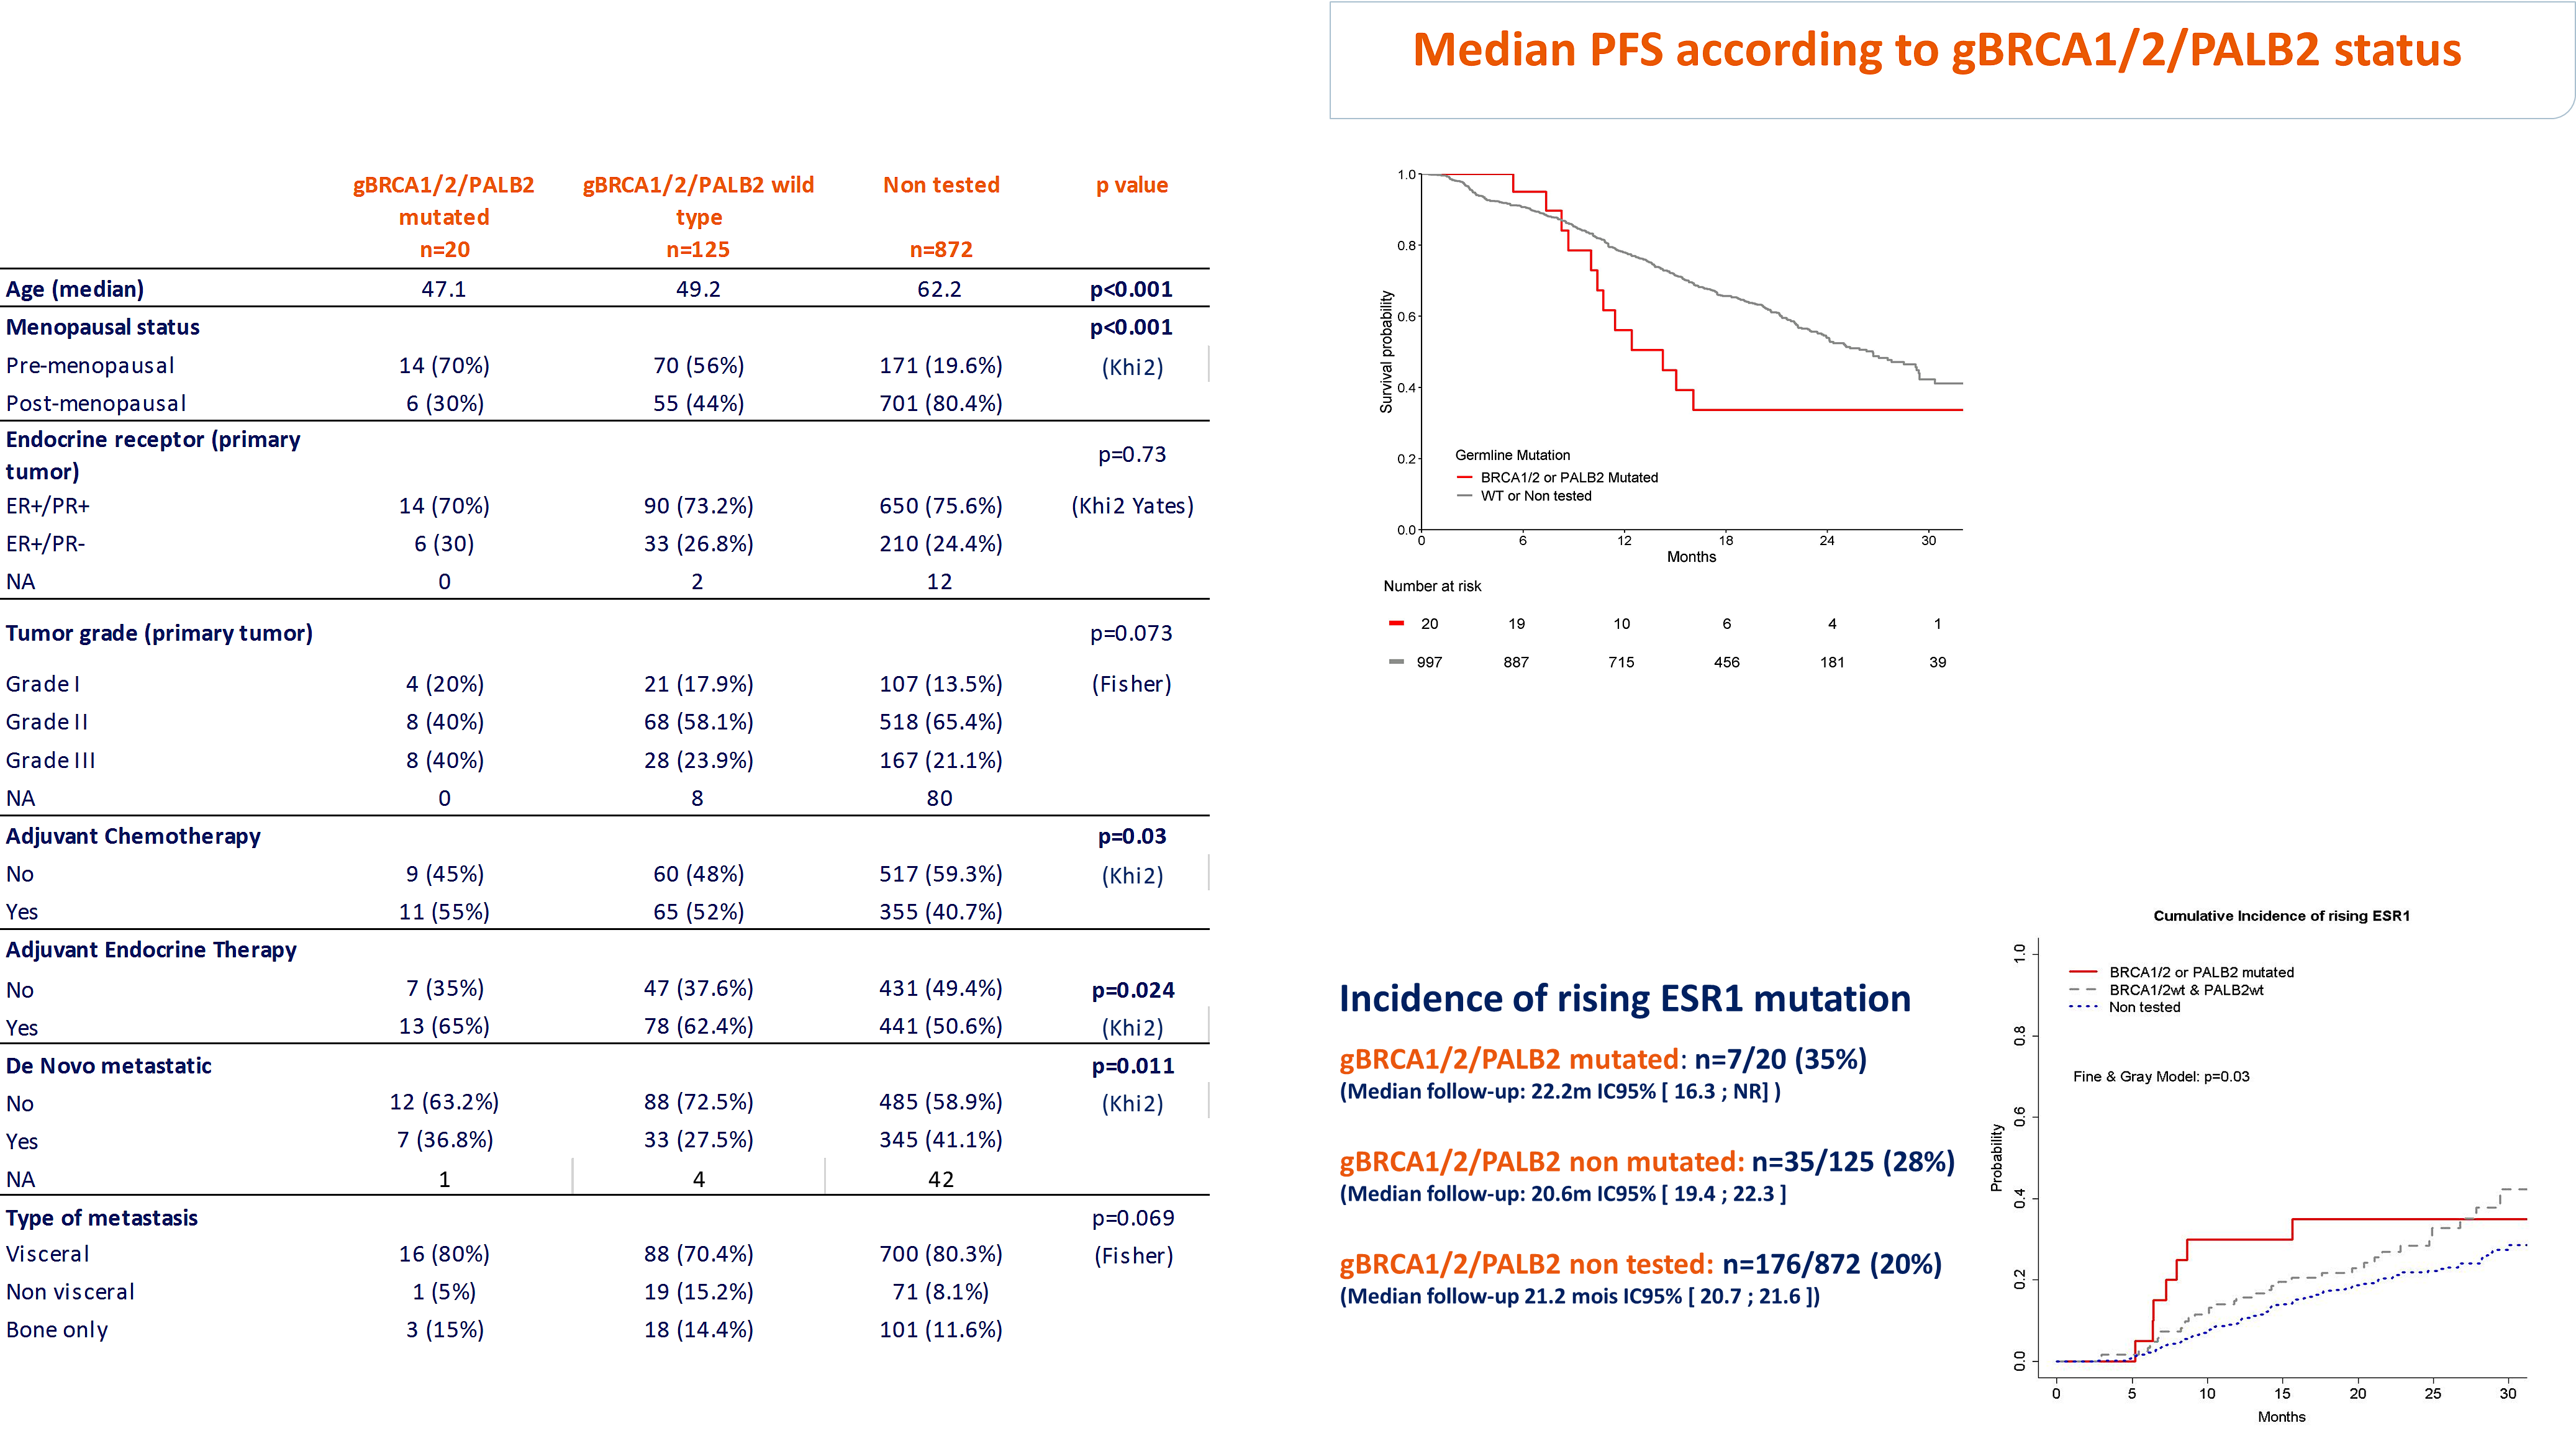 gBRCA1/2/PALB2 mutated n=20 gBRCA1/2/PALB2 wild type n=125 Non tested n=872 p value
Age (median) 47.1 49.2 62.2 p<0.001
Menopausal status p<0.001
Pre-menopausal 14 (70%) 70 (56%) 171 (19.6%) (Khi2)
Post-menopausal 6 (30%) 55 (44%) 701 (80.4%)
Endocrine receptor (primary tumor) p=0.73
ER+/PR+ 14 (70%) 90 (73.2%) 650 (75.6%) (Khi2 Yates)
ER+/PR- 6 (30) 33 (26.8%) 210 (24.4%)
NA 0 2 12
Tumor grade (primary tumor) p=0.073
Grade I 4 (20%) 21 (17.9%) 107 (13.5%) (Fisher)
Grade II 8 (40%) 68 (58.1%) 518 (65.4%)
Grade III 8 (40%) 28 (23.9%) 167 (21.1%)
NA 0 8 80
Adjuvant Chemotherapy p=0.03
No 9 (45%) 60 (48%) 517 (59.3%) (Khi2)
Yes 11 (55%) 65 (52%) 355 (40.7%)
Adjuvant Endocrine Therapy
No 7 (35%) 47 (37.6%) 431 (49.4%) p=0.024
Yes 13 (65%) 78 (62.4%) 441 (50.6%) (Khi2)
De Novo metastatic p=0.011
No 12 (63.2%) 88 (72.5%) 485 (58.9%) (Khi2)
Yes 7 (36.8%) 33 (27.5%) 345 (41.1%)
NA 1 4 42
Type of metastasis p=0.069
Visceral 16 (80%) 88 (70.4%) 700 (80.3%) (Fisher)
Non visceral 1 (5%) 19 (15.2%) 71 (8.1%)
Bone only 3 (15%) 18 (14.4%) 101 (11.6%)
Median PFS according to gBRCA1/2/PALB2 status
Survival probability
1.0
0.8
0.6
0.4
0.2
0.0
Germline Mutation
BRCA1/2 or PALB2 Mutated
WT or Non tested
0 6 12 18 24 30
Months
Number at risk
20 19 10 6 4 1
997 887 715 456 181 39
Incidence of rising ESR1 mutation
gBRCA1/2/PALB2 mutated: n=7/20 (35%)
(Median follow-up: 22.2m IC95% [ 16.3 ; NR] )
gBRCA1/2/PALB2 non mutated: n=35/125 (28%)
(Median follow-up: 20.6m IC95% [ 19.4 ; 22.3 ]
gBRCA1/2/PALB2 non tested: n=176/872 (20%)
(Median follow-up 21.2 mois IC95% [ 20.7 ; 21.6 ])
Cumulative Incidence of rising ESR1
Probability
1.0
0.8
0.6
0.4
0.2
0.0
BRCA1/2 or PALB2 mutated
BRCA1/2wt & PALB2wt
Non tested
Fine & Gray Model: p=0.03
0 5 10 15 20 25 30
Months